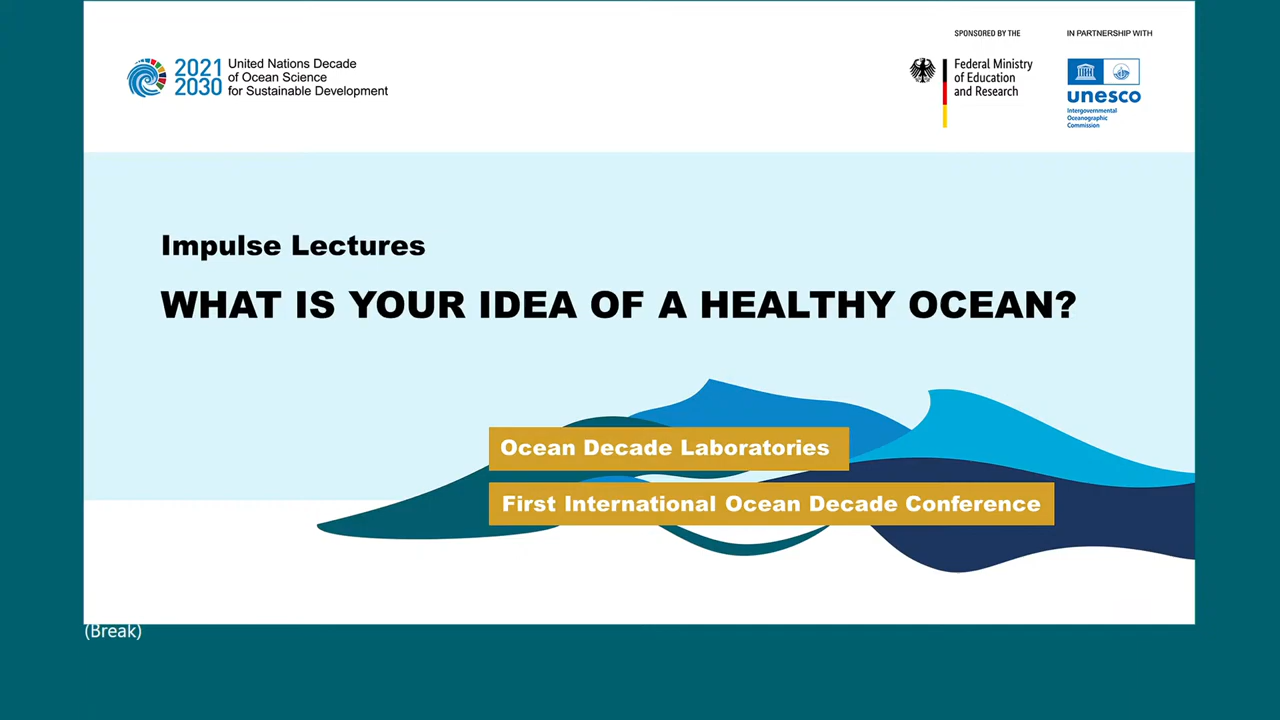 2021
2030
United Nations Decade
of Ocean Science
for Sustainable Development
SPONSORED BY THE
Federal Ministry
of Education
and Research
IN PARTNERSHIP WITH
unesco
Intergovernmental
Oceanographic
Commission
Impulse Lectures
WHAT IS YOUR IDEA OF A HEALTHY OCEAN?
Ocean Decade Laboratories
First International Ocean Decade Conference
(Break)